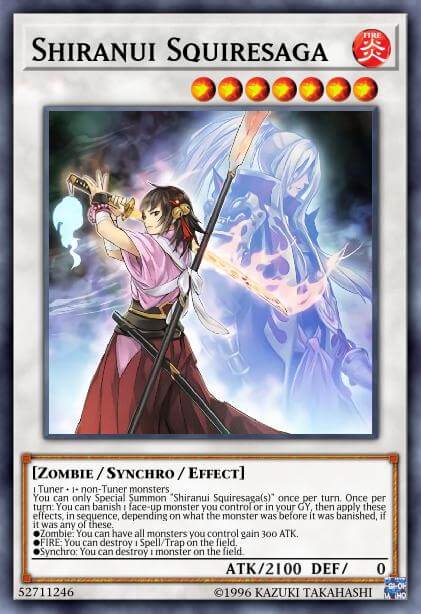 Shiranui Squiresaga
FIRE
炎
[Zombie / Synchro / Effect]
1 Tuner + 1+ non-Tuner monsters
You can only Special Summon "Shiranui Squiresaga(s)" once per turn. Once per
turn: You can banish 1 face-up monster you control or in your GY, then apply these
effects, in sequence, depending on what the monster was before it was banished, if
it was any of these.
●Zombie: You can have all monsters you control gain 300 ATK.
●FIRE: You can destroy 1 Spell/Trap on the field.
●Synchro: You can destroy 1 monster on the field.
ATK/2100 DEF/ 0
52711246
©1996 KAZUKI TAKAHASHI